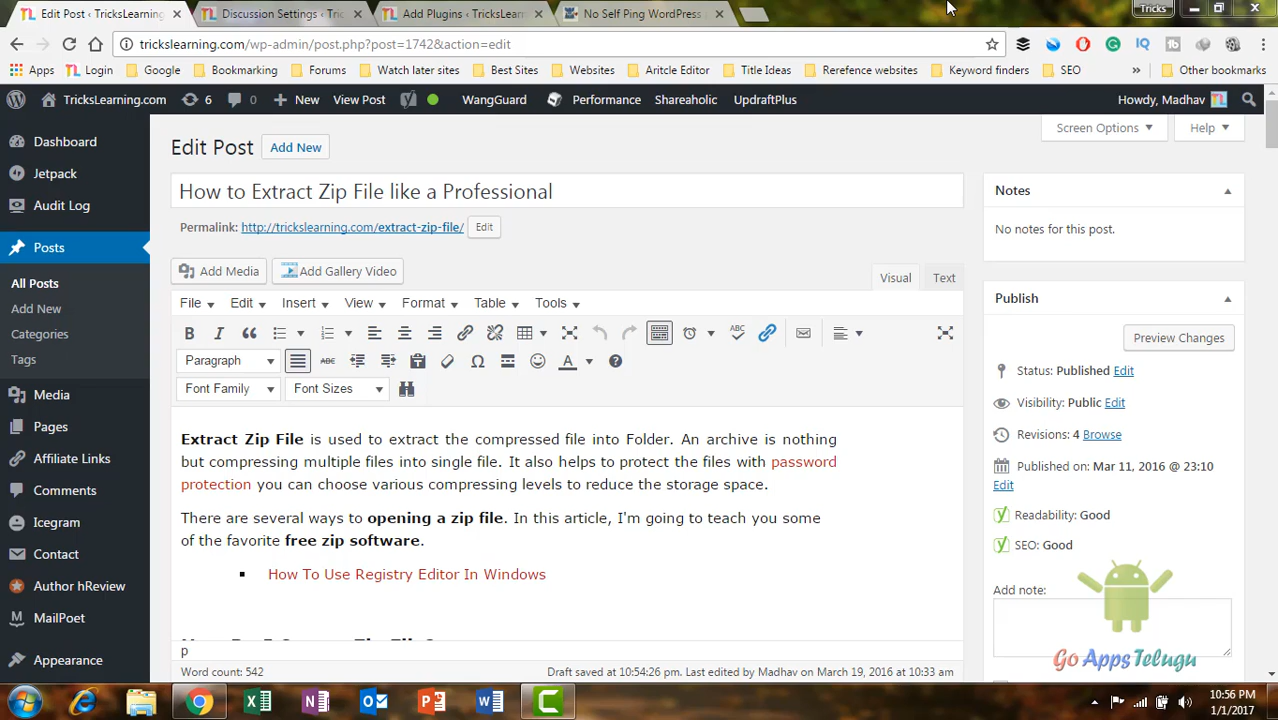 Edit Post ‹ TricksLearning
Discussion Settings ‹ Tric
Add Plugins ‹ TricksLearn
No Self Ping WordPress
Tricks
trickslearning.com/wp-admin/post.php?post=1742&action=edit
Apps
Login
Google
Bookmarking
Forums
Watch later sites
Best Sites
Websites
Aritcle Editor
Title Ideas
Rerefence websites
Keyword finders
SEO
»
Other bookmarks
TricksLearning.com
6
0
New
View Post
WangGuard
Performance
Shareaholic
UpdraftPlus
Howdy, Madhav
Dashboard
Jetpack
Audit Log
Posts
All Posts
Add New
Categories
Tags
Media
Pages
Affiliate Links
Comments
Icegram
Contact
Author hReview
MailPoet
Appearance
Edit Post
Add New
Screen Options
Help
How to Extract Zip File like a Professional
Permalink: http://trickslearning.com/extract-zip-file/ Edit
Add Media
Add Gallery Video
Visual
Text
File
Edit
Insert
View
Format
Table
Tools
Paragraph
Font Family
Font Sizes
Extract Zip File is used to extract the compressed file into Folder. An archive is nothing
but compressing multiple files into single file. It also helps to protect the files with password
protection you can choose various compressing levels to reduce the storage space.
There are several ways to opening a zip file. In this article, I'm going to teach you some
of the favorite free zip software.
How To Use Registry Editor In Windows
p
Word count: 542
Draft saved at 10:54:26 pm. Last edited by Madhav on March 19, 2016 at 10:33 am
Notes
No notes for this post.
Publish
Preview Changes
Status: Published Edit
Visibility: Public Edit
Revisions: 4 Browse
Published on: Mar 11, 2016 @ 23:10
Edit
Readability: Good
SEO: Good
Add note:
Go AppsTelugu
10:56 PM
1/1/2017